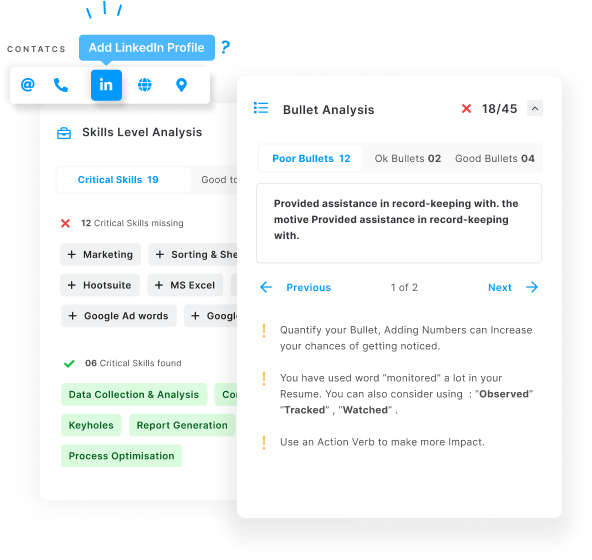 Add LinkedIn Profile
?
CONTATCS
@
in
Skills Level Analysis
Critical Skills 19
Good to
12 Critical Skills missing
+ Marketing
+ Sorting & She
+ Hootsuite
+ MS Excel
+ Google Ad words
+ Google
06 Critical Skills found
Data Collection & Analysis
Keyholes
Report Generation
Process Optimisation
Bullet Analysis
18/45
Poor Bullets 12
Ok Bullets 02
Good Bullets 04
Provided assistance in record-keeping with. the
motive Provided assistance in record-keeping
with.
Previous
1 of 2
Next
! Quantify your Bullet, Adding Numbers can Increase
your chances of getting noticed.
! You have used word “monitored” a lot in your
Resume. You can also consider using : “Observed”
“Tracked” , “Watched” .
! Use an Action Verb to make more Impact.